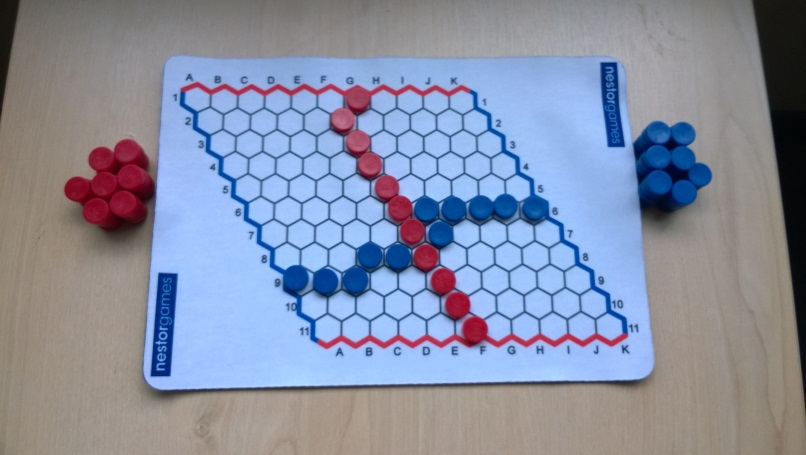 A B C D E F G H I J K
1 1
2 2
3 3
4 4
5 5
6 6
7 7
8 8
9 9
10 10
11 11
A B C D E F G H I J K
nestorgames
nestorgames